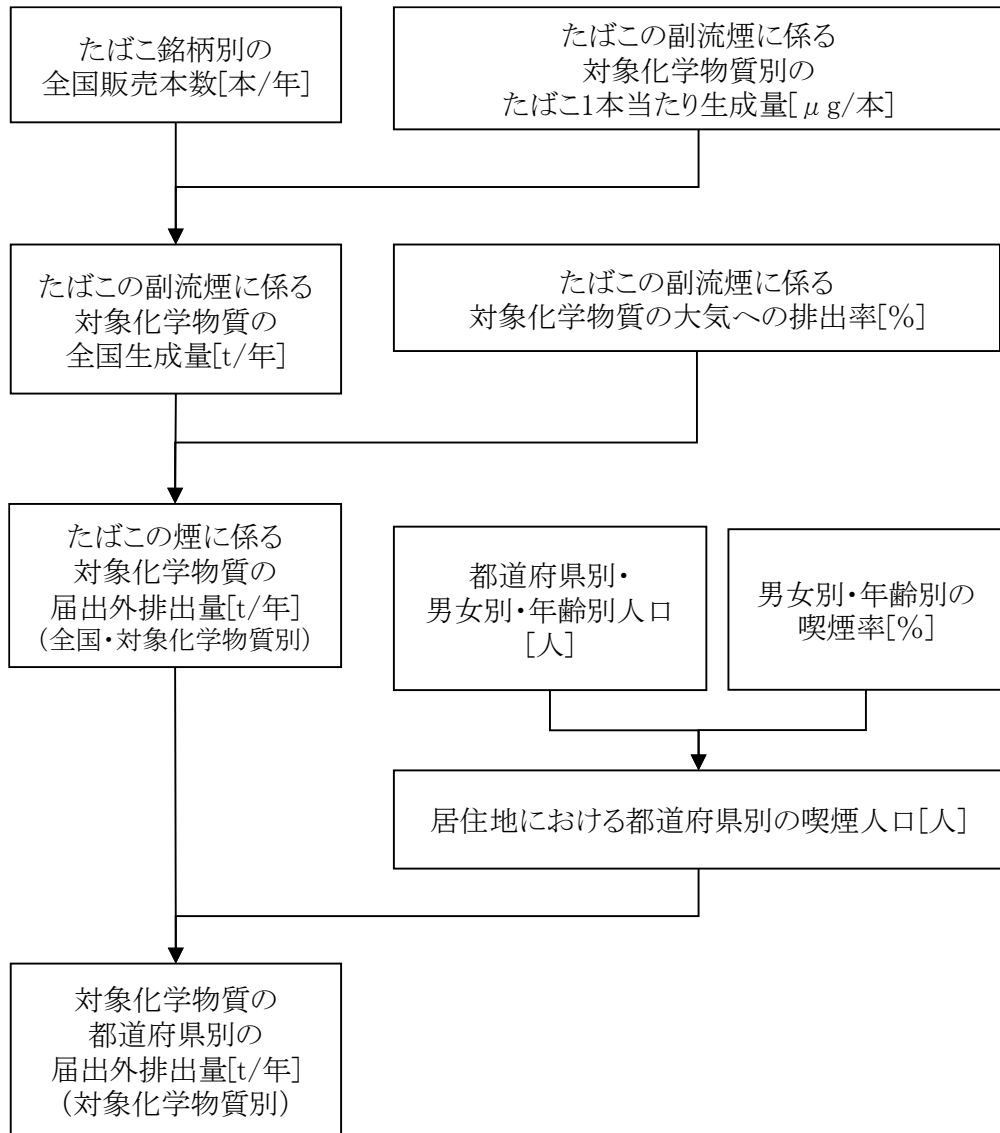 たばこ銘柄別の
全国販売本数[本/年]
たばこの副流煙に係る
対象化学物質別の
たばこ1本当たり生成量[μg/本]
たばこの副流煙に係る
対象化学物質の
全国生成量[t/年]
たばこの副流煙に係る
対象化学物質の大気への排出率[%]
たばこの煙に係る
対象化学物質の
届出外排出量[t/年]
(全国・対象化学物質別)
都道府県別・
男女別・年齢別人口
[人]
男女別・年齢別の
喫煙率[%]
居住地における都道府県別の喫煙人口[人]
対象化学物質の
都道府県別の
届出外排出量[t/年]
(対象化学物質別)